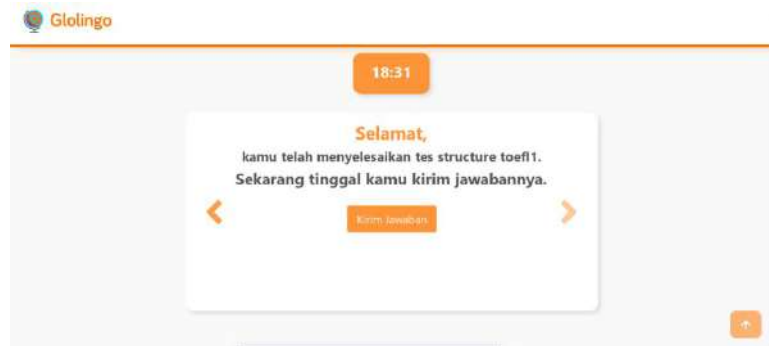 Glolingo
18:31
Selamat,
kamu telah menyelesaikan tes structure toefl1.
Sekarang tinggal kamu kirim jawabannya.
Kirim Jawaban